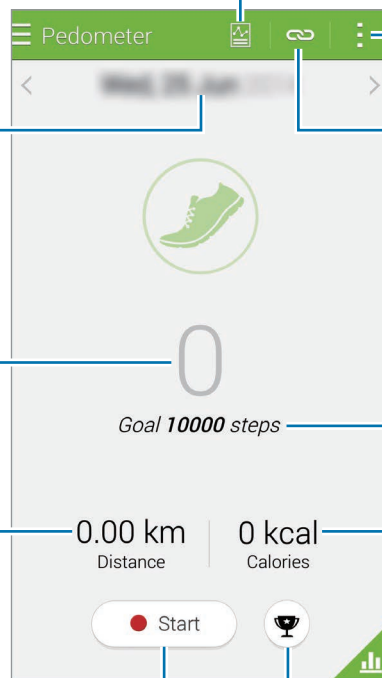 Pedometer
0
Goal 10000 steps
0.00 km
Distance
0 kcal
Calories
Start